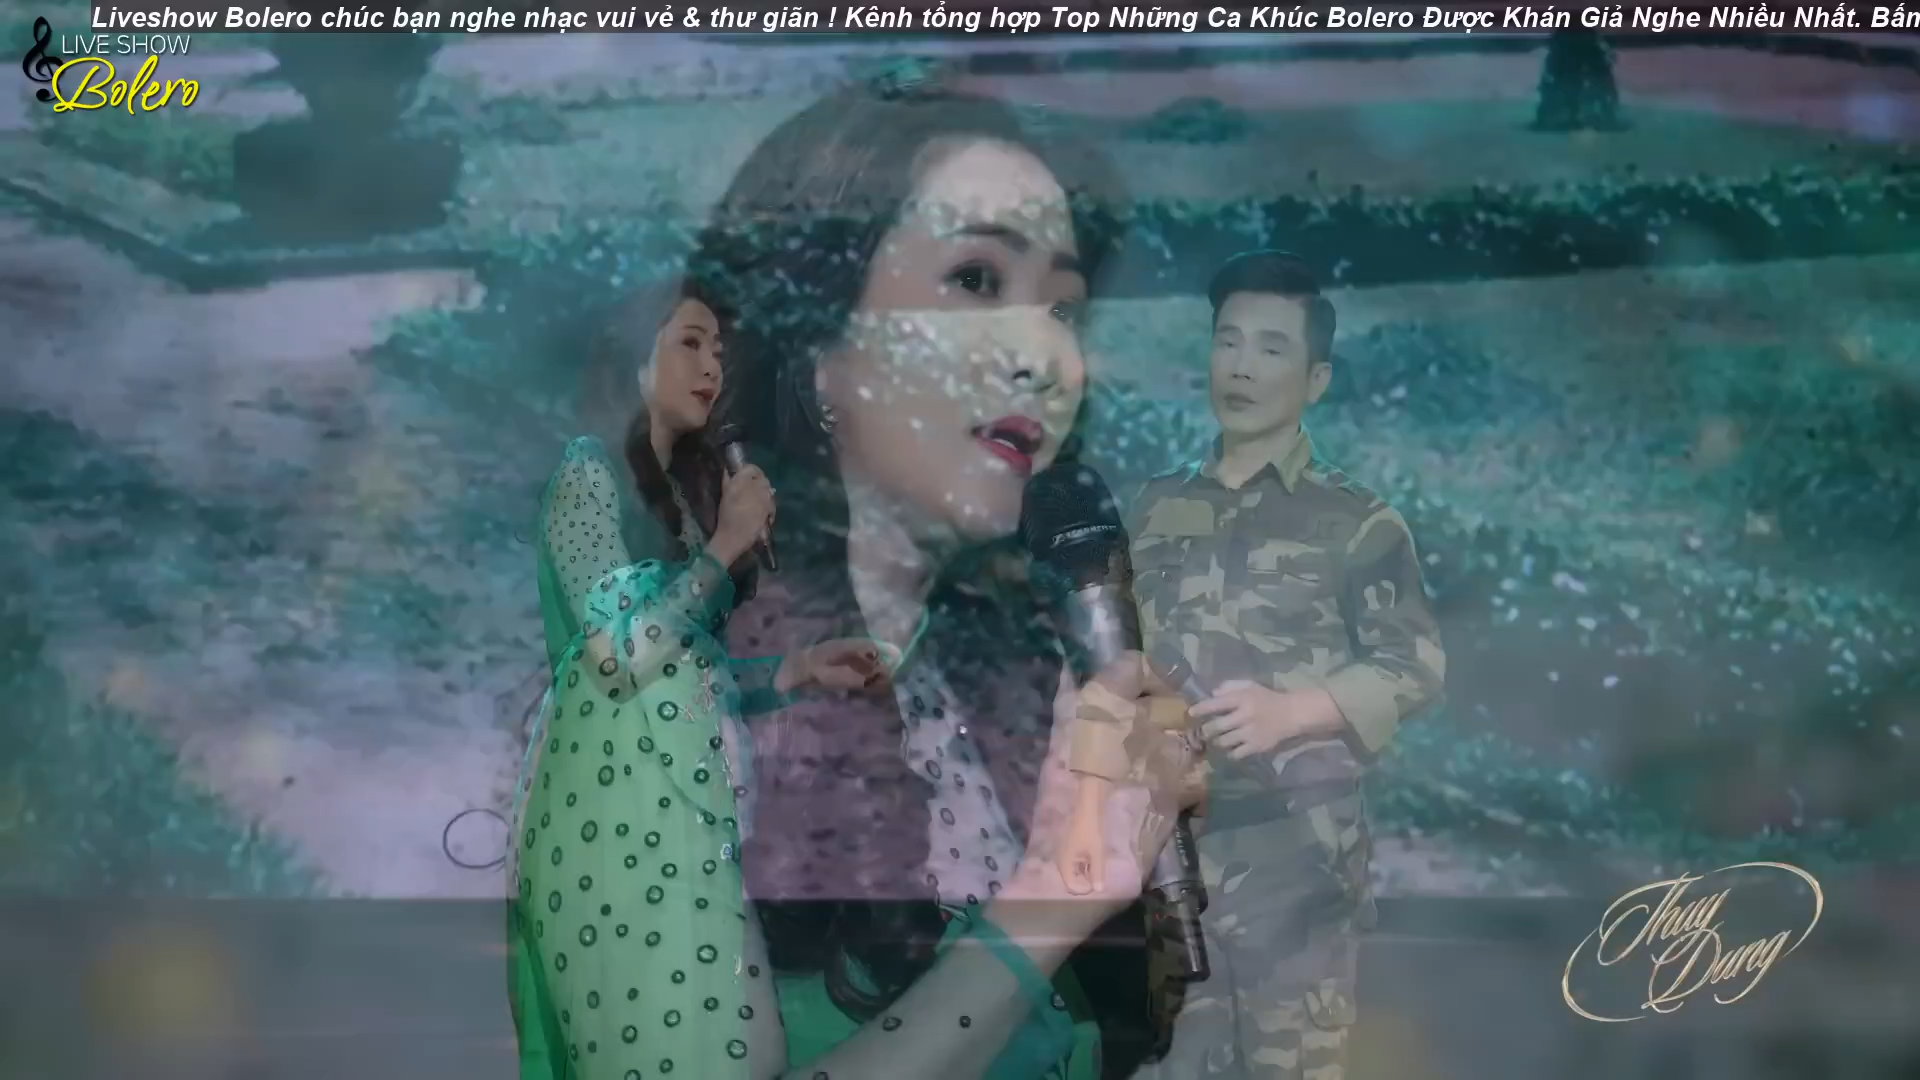 Liveshow Bolero chúc bạn nghe nhạc vui vẻ & thư giãn ! Kênh tổng hợp Top Những Ca Khúc Bolero Được Khán Giả Nghe Nhiều Nhất. Bấm
LIVE SHOW
Bolero
Thuy
Dung